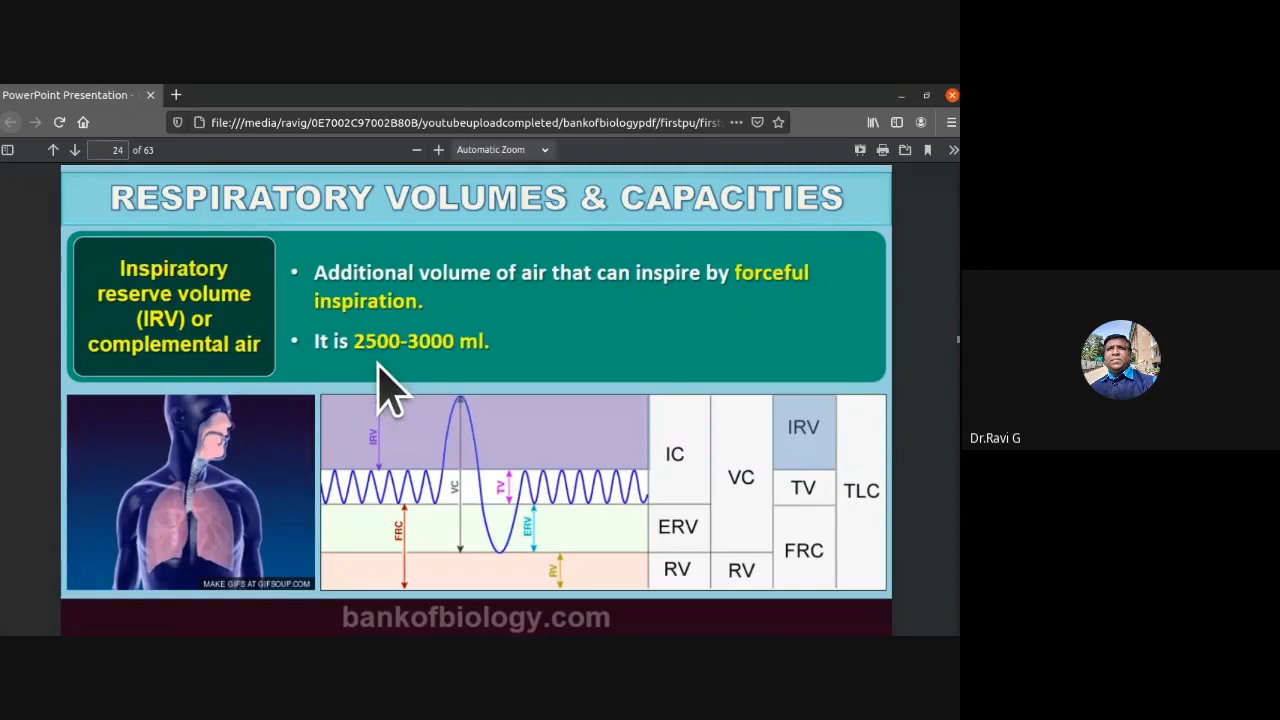 PowerPoint Presentation -
file:///media/ravig/0E7002C97002B80B/youtubeuploadcompleted/bankofbiologypdf/firstpu/first
24 of 63
Automatic Zoom
RESPIRATORY VOLUMES & CAPACITIES
Inspiratory
reserve volume
(IRV) or
complemental air
• Additional volume of air that can inspire by forceful
inspiration.
• It is 2500-3000 ml.
MAKE GIFS AT GIFSOUP.COM
IRV
VC
TV
FRC
ERV
RV
IC
VC
IRV
TV
TLC
ERV
FRC
RV
RV
bankofbiology.com
Dr.Ravi G